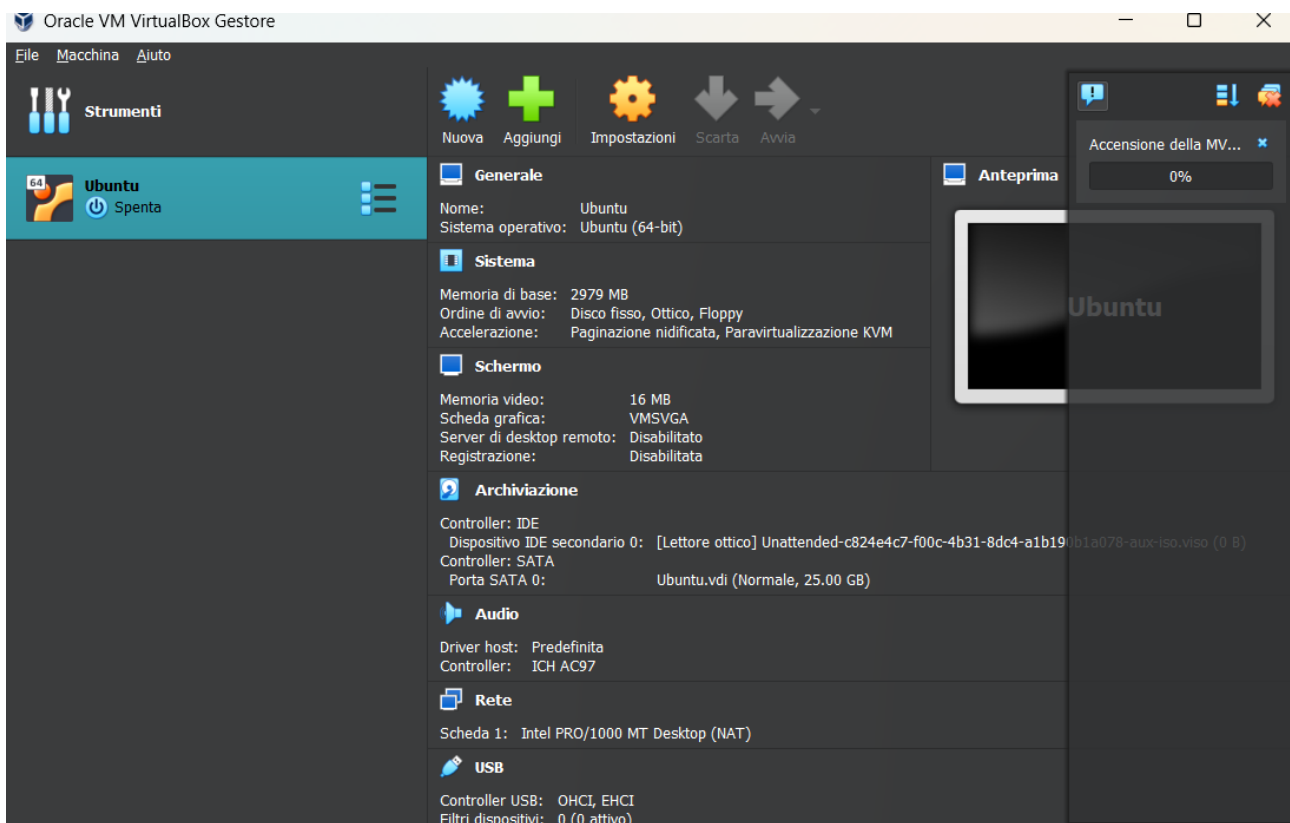 Oracle VM VirtualBox Gestore
File Macchina Aiuto
Strumenti
Nuova Aggiungi Impostazioni Scarta Avvia
64
Ubuntu
Spenta
Generale
Nome: Ubuntu
Sistema operativo: Ubuntu (64-bit)
Sistema
Memoria di base: 2979 MB
Ordine di avvio: Disco fisso, Ottico, Floppy
Accelerazione: Paginazione nidificata, Paravirtualizzazione KVM
Schermo
Memoria video: 16 MB
Scheda grafica: VMSVGA
Server di desktop remoto: Disabilitato
Registrazione: Disabilitata
Anteprima
Ubuntu
Accensione della MV...
0%
Archiviazione
Controller: IDE
Dispositivo IDE secondario 0: [Lettore ottico] Unattended-c824e4c7-f00c-4b31-8dc4-a1b190b1a078-aux-iso.viso (0 B)
Controller: SATA
Porta SATA 0: Ubuntu.vdi (Normale, 25.00 GB)
Audio
Driver host: Predefinita
Controller: ICH AC97
Rete
Scheda 1: Intel PRO/1000 MT Desktop (NAT)
USB
Controller USB: OHCI, EHCI
Filtri dispositivi: 0 (0 attivo)